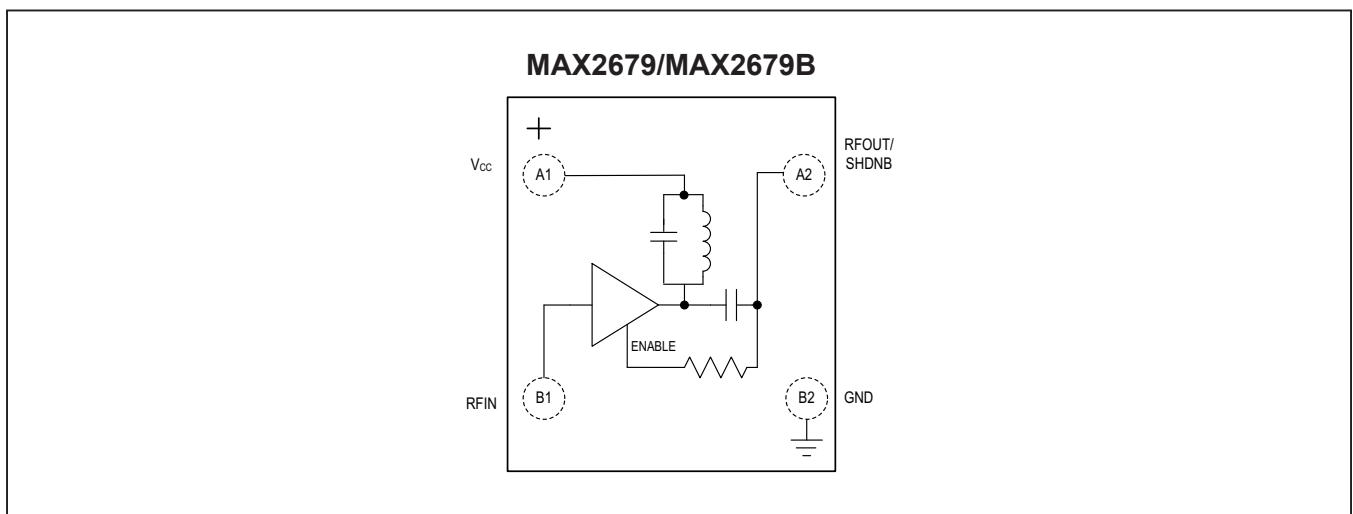 MAX2679/MAX2679B
VCC
A1
A2
RFOUT/
SHDNB
ENABLE
RFIN
B1
B2
GND